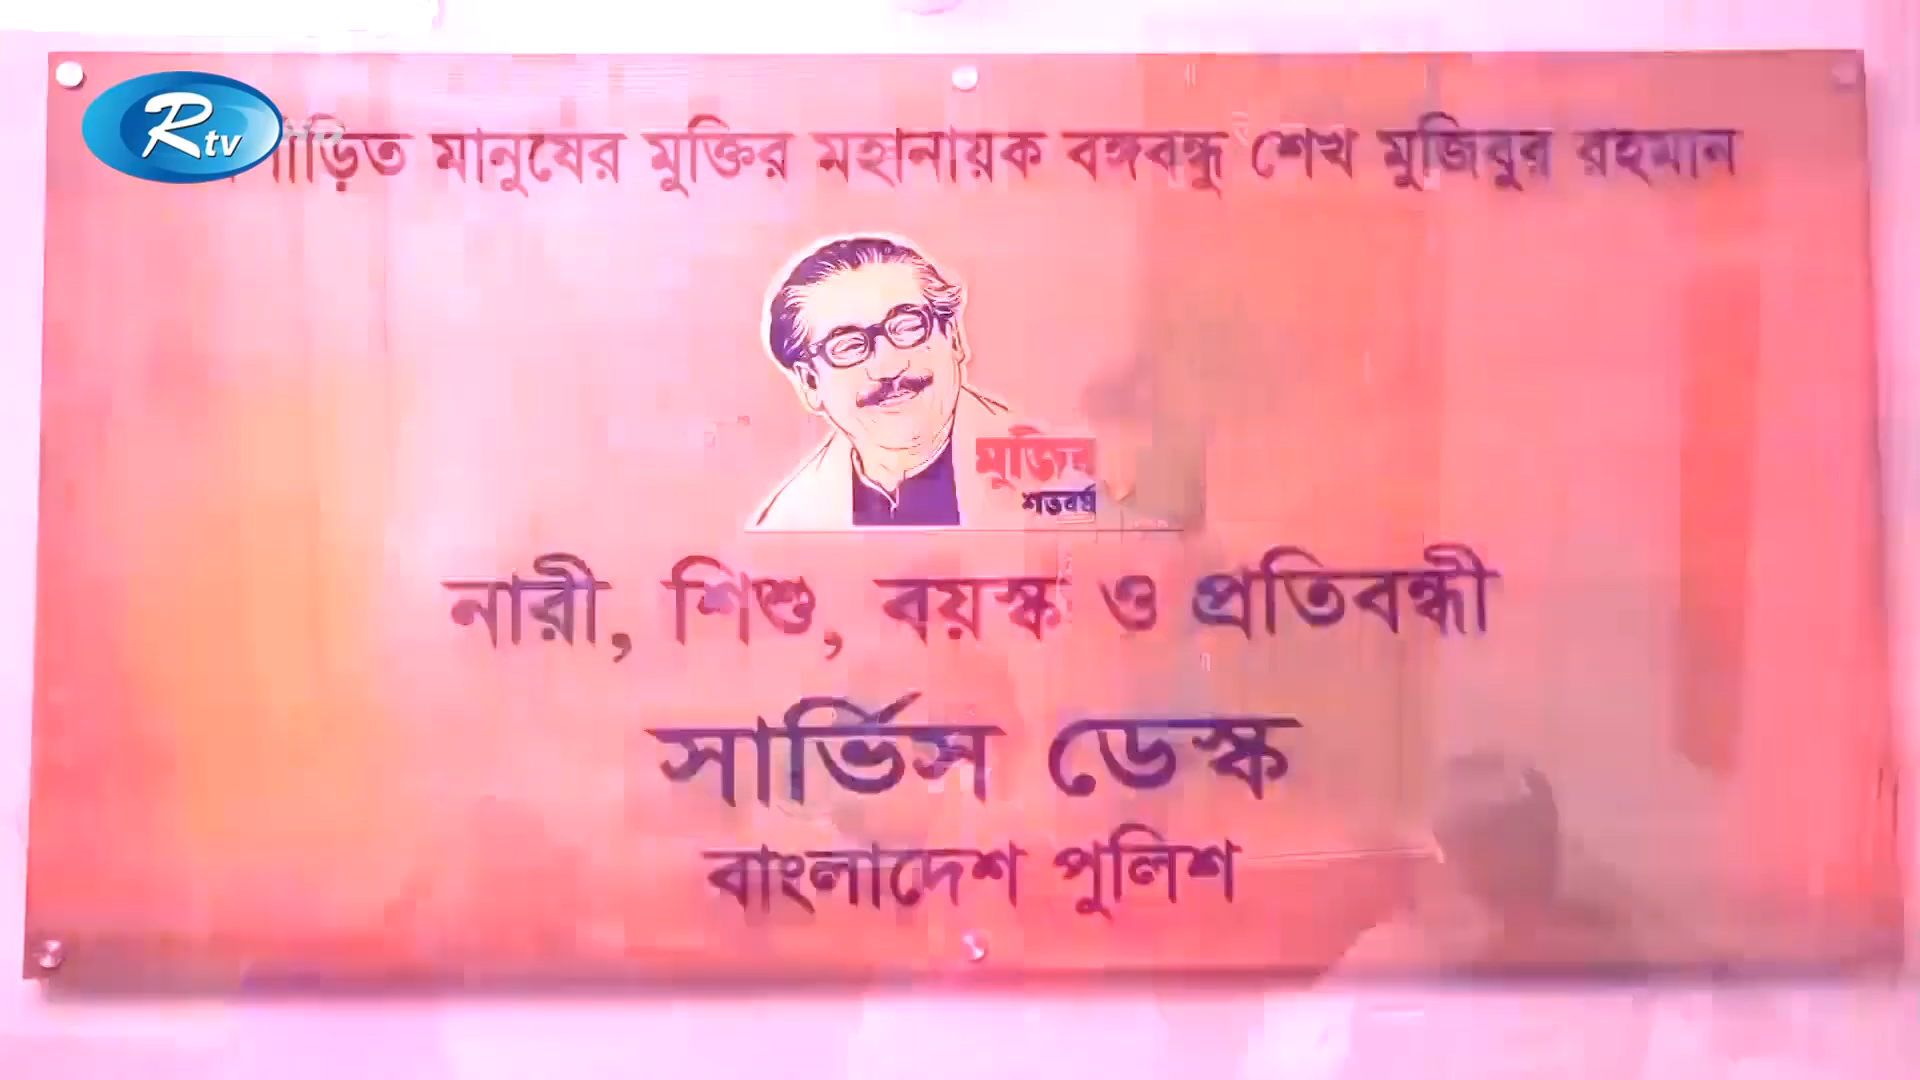 Rtv
মানুষের মুক্তির মহানায়ক বঙ্গবন্ধু শেখ মুজিবুর রহমান
মুজিব
শতবর্ষ
নারী, শিশু, বয়স্ক ও প্রতিবন্ধী
সার্ভিস ডেস্ক
বাংলাদেশ পুলিশ